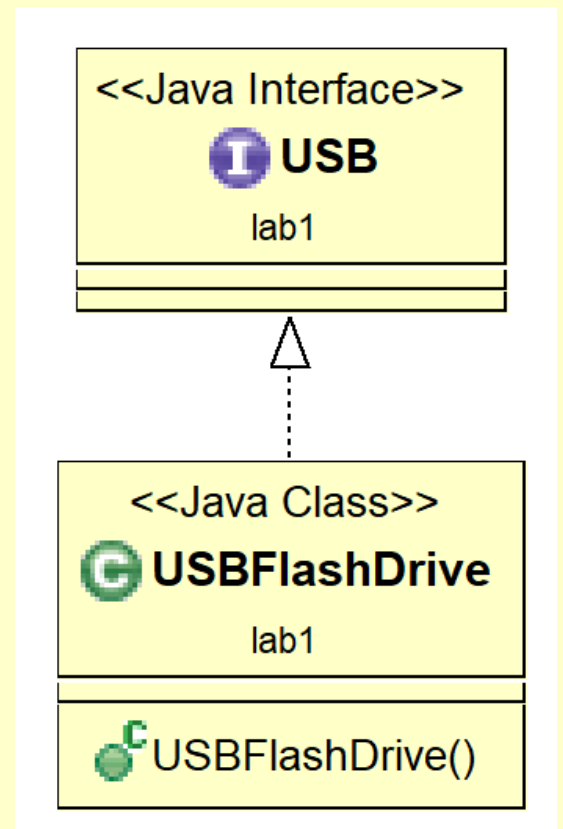 <<Java Interface>>
I USB
lab1
<<Java Class>>
C USBFlashDrive
lab1
C USBFlashDrive()